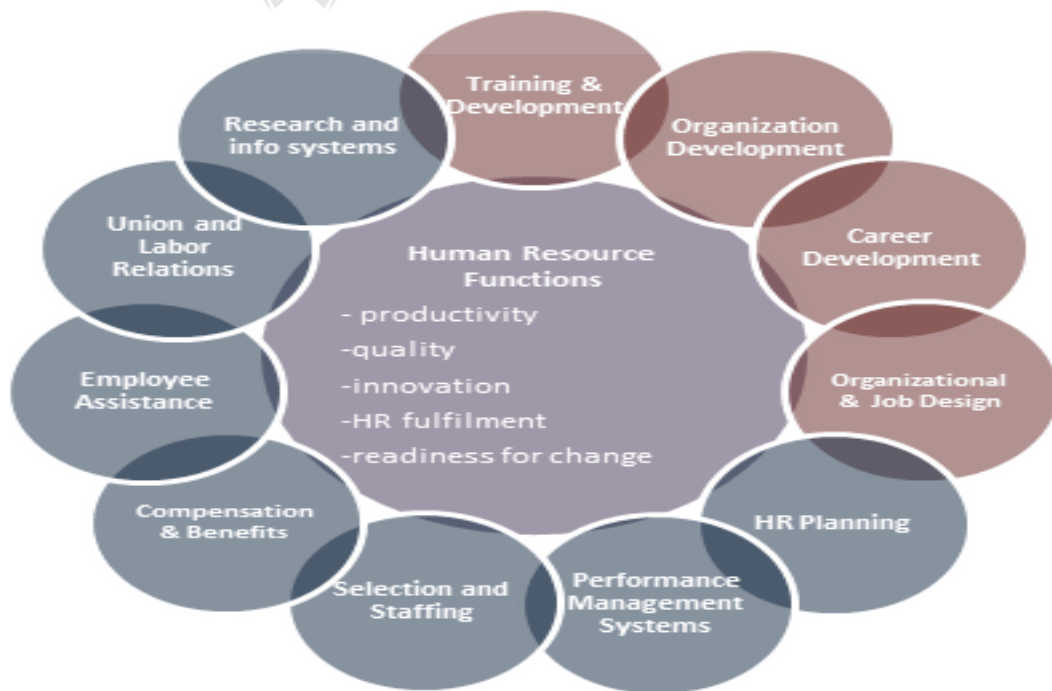 Training &
Development
Organization
Development
Career
Development
Organizational
& Job Design
HR Planning
Performance
Management
Systems
Selection and
Staffing
Compensation
& Benefits
Employee
Assistance
Union and
Labor
Relations
Research and
info systems
Human Resource
Functions
- productivity
-quality
-innovation
-HR fulfilment
-readiness for change